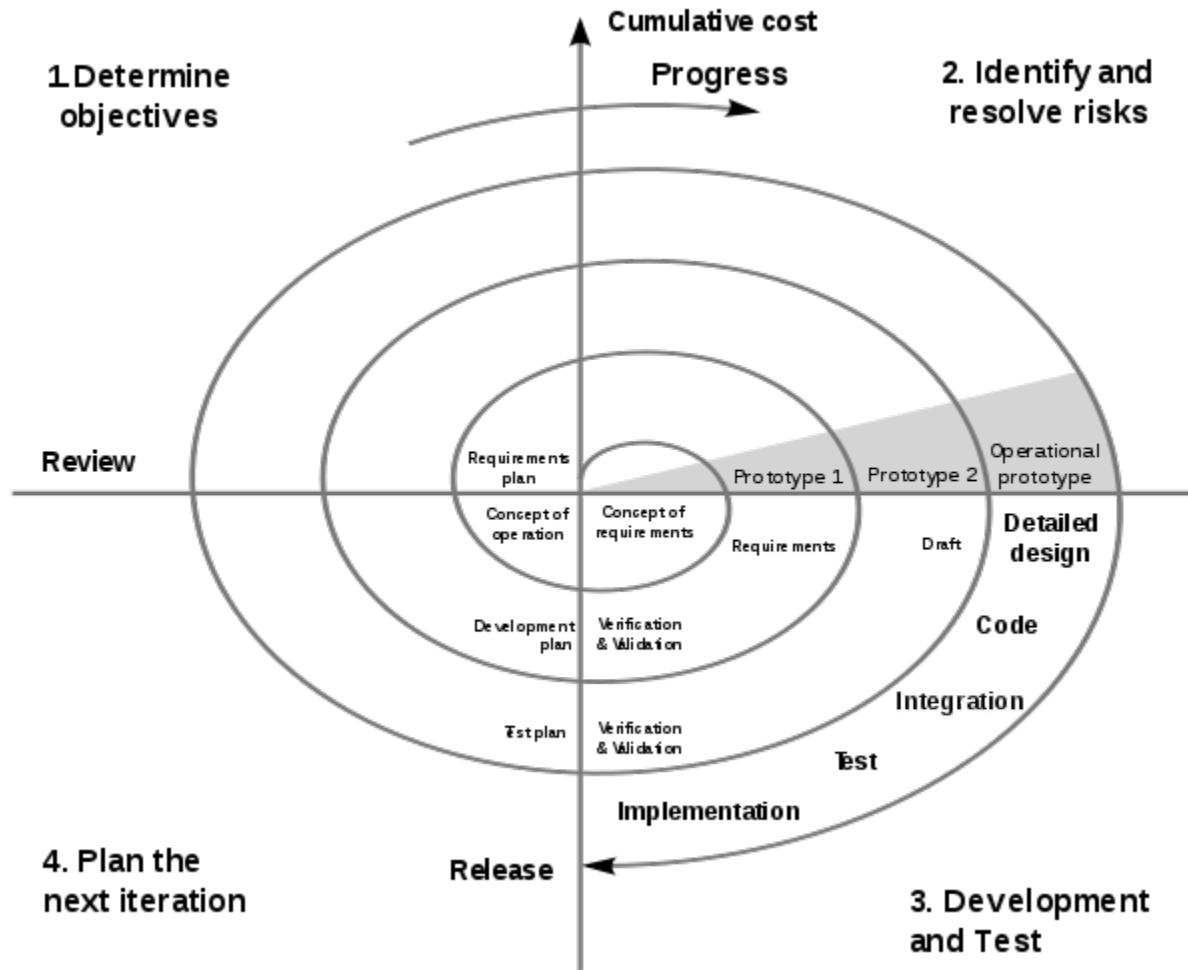 Cumulative cost
1.Determine
objectives
Progress
2. Identify and
resolve risks
Review
Requirements
plan
Prototype 1
Prototype 2
Operational
prototype
Concept of
operation
Concept of
requirements
Requirements
Draft
Detailed
design
Development
plan
Verification
& Validation
Code
Integration
Test plan
Verification
& Validation
Test
Implementation
Release
4. Plan the
next iteration
3. Development
and Test